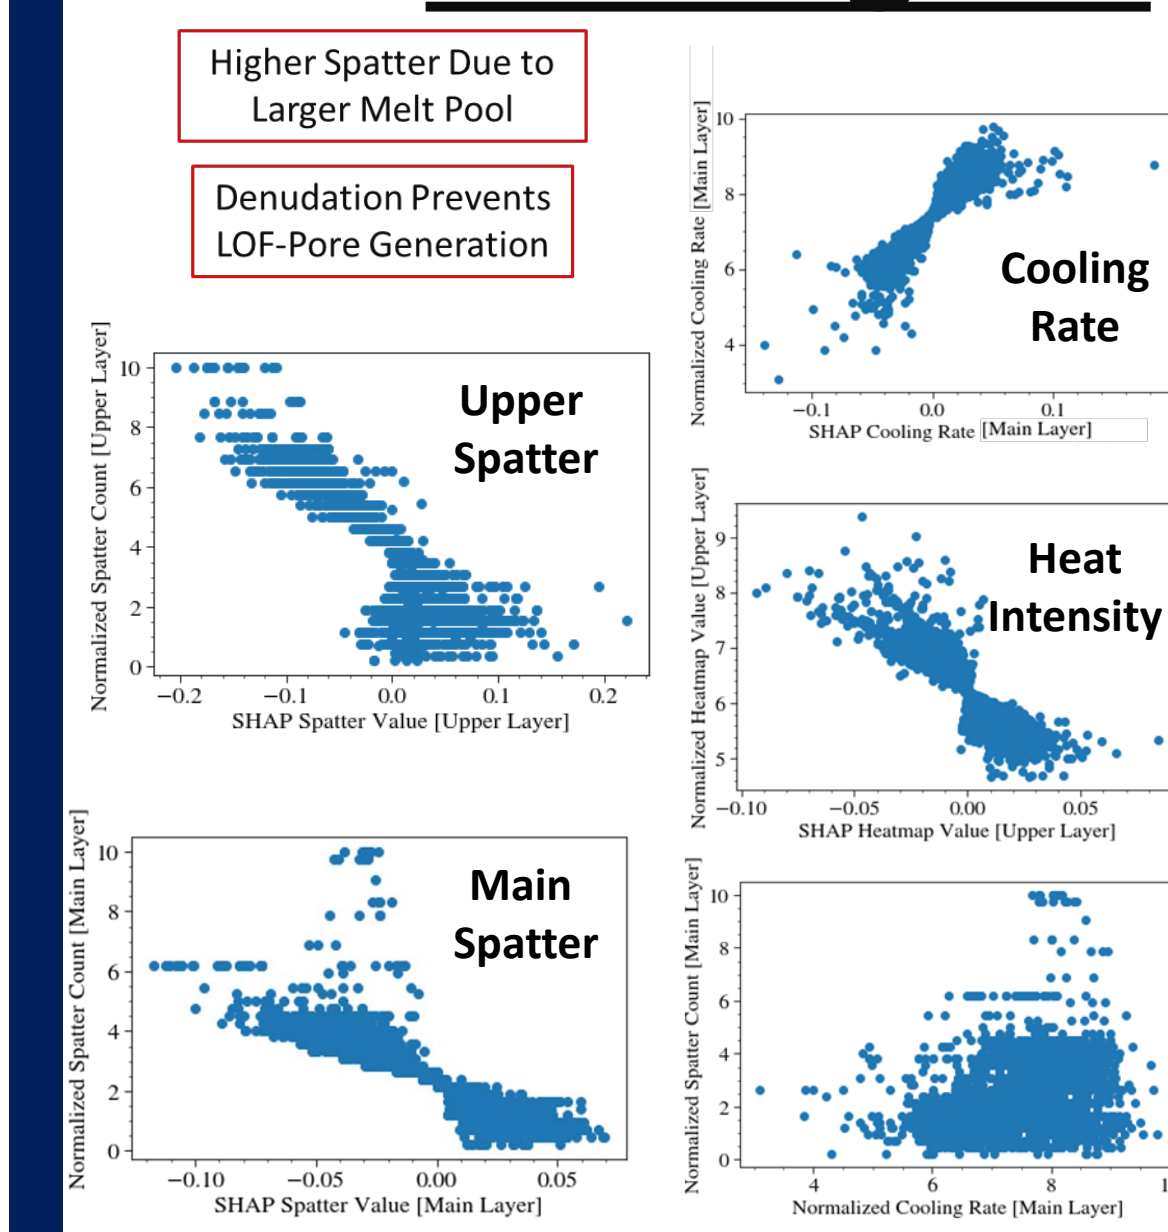 Higher Spatter Due to
Larger Melt Pool
Denudation Prevents
LOF-Pore Generation
Normalized Spatter Count [Upper Layer]
10
8
6
4
2
0
Upper
Spatter
−0.2 −0.1 0.0 0.1 0.2
SHAP Spatter Value [Upper Layer]
Normalized Spatter Count [Main Layer]
10
8
6
4
2
0
Main
Spatter
−0.10 −0.05 0.00 0.05
SHAP Spatter Value [Main Layer]
Normalized Cooling Rate [Main Layer]
10
8
6
4
Cooling
Rate
−0.1 0.0 0.1
SHAP Cooling Rate [Main Layer]
Normalized Heatmap Value [Upper Layer]
9
8
7
6
5
Heat
Intensity
−0.10 −0.05 0.00 0.05
SHAP Heatmap Value [Upper Layer]
Normalized Spatter Count [Main Layer]
10
8
6
4
2
0
4 6 8 1
Normalized Cooling Rate [Main Layer]